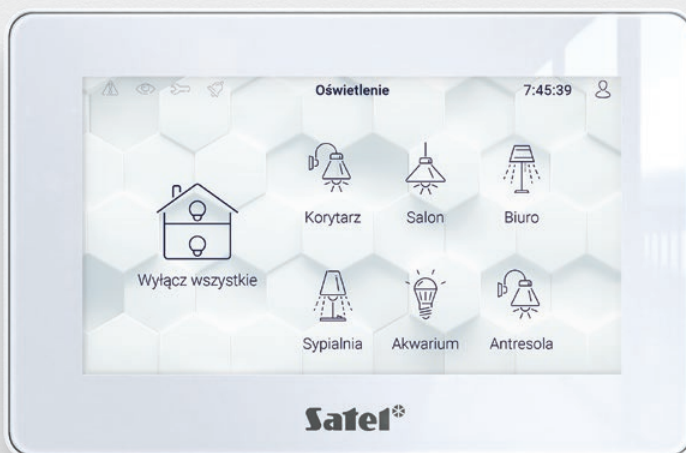 Oświetlenie 7:45:39
Korytarz Salon Biuro
Wyłącz wszystkie
Sypialnia Akwarium Antresola
Satel